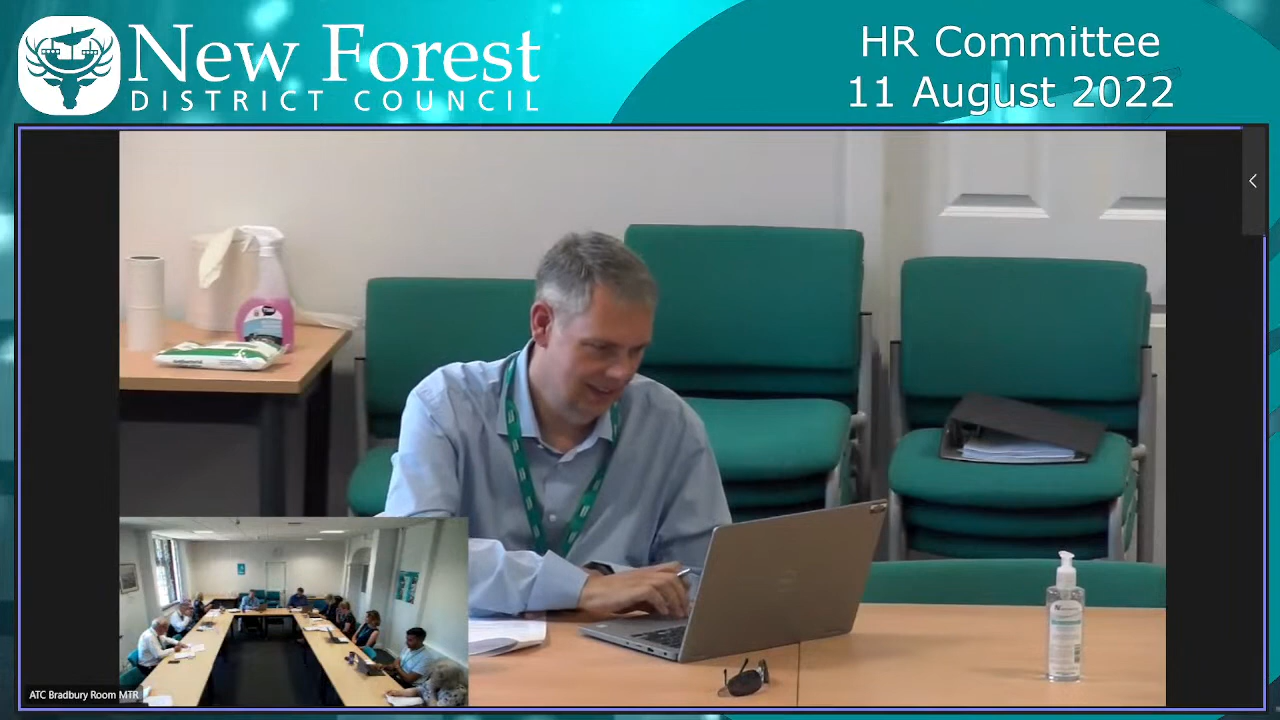 New Forest
DISTRICT COUNCIL
HR Committee
11 August 2022
ATC Bradbury Room MTR